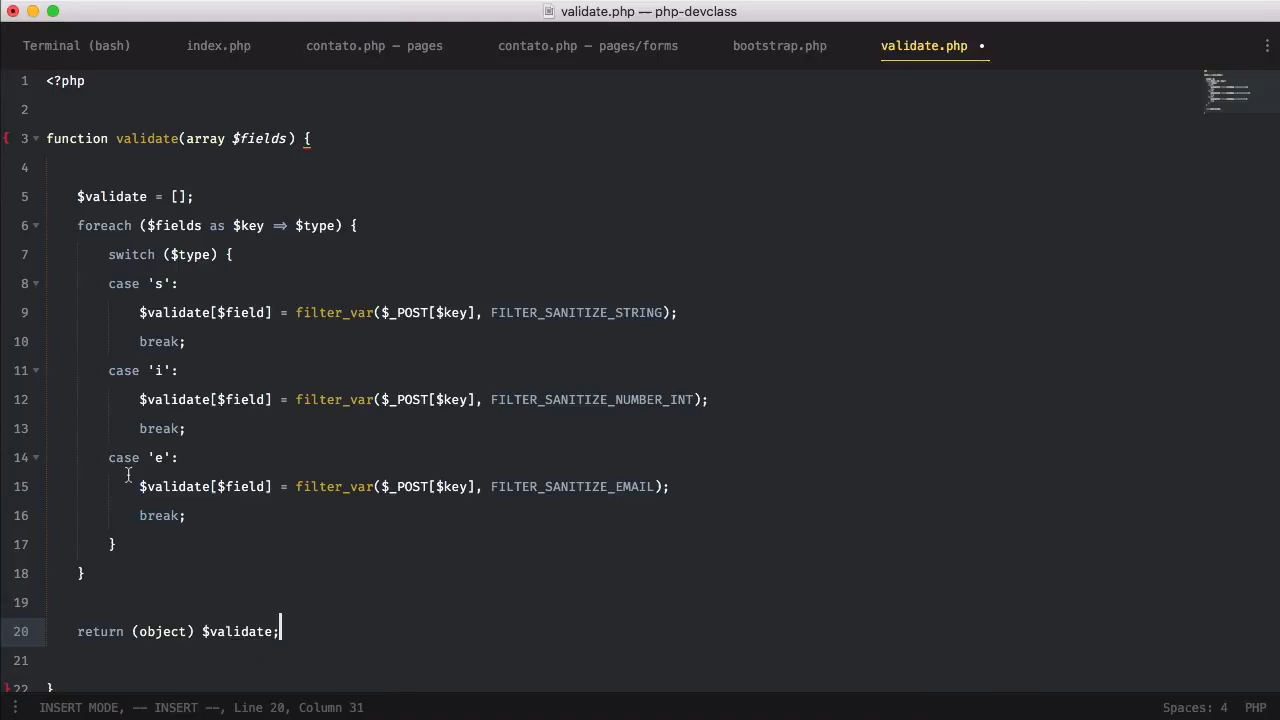 validate.php — php-devclass
Terminal (bash) index.php contato.php — pages contato.php — pages/forms bootstrap.php validate.php •
1 <?php
2
{ 3 function validate(array $fields) {
4
5 $validate = [];
6 foreach ($fields as $key => $type) {
7 switch ($type) {
8 case 's':
9 $validate[$field] = filter_var($_POST[$key], FILTER_SANITIZE_STRING);
10 break;
11 case 'i':
12 $validate[$field] = filter_var($_POST[$key], FILTER_SANITIZE_NUMBER_INT);
13 break;
14 case 'e':
15 $validate[$field] = filter_var($_POST[$key], FILTER_SANITIZE_EMAIL);
16 break;
17 }
18 }
19
20 return (object) $validate;
21
} 22 }
INSERT MODE, —— INSERT ——, Line 20, Column 31 Spaces: 4 PHP